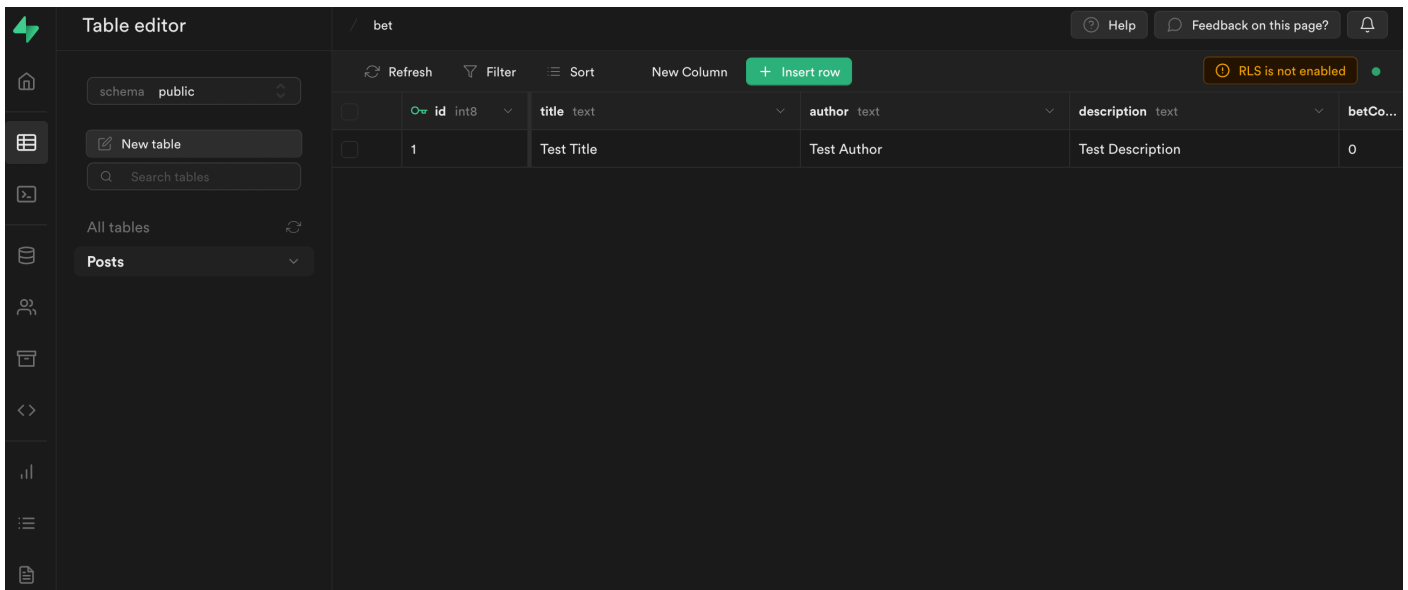 Table editor
/ bet
Help
Feedback on this page?
schema public
Refresh
Filter
Sort
New Column
+ Insert row
RLS is not enabled
New table
Search tables
All tables
Posts
id int8
title text
author text
description text
betCo...
1
Test Title
Test Author
Test Description
0